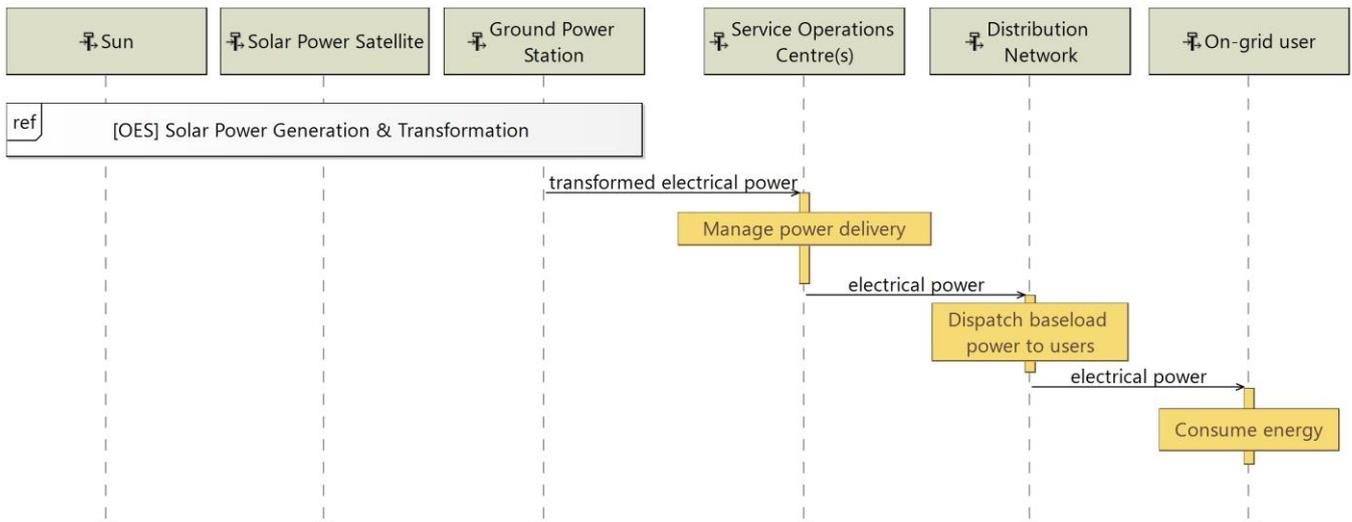 Sun
Solar Power Satellite
Ground Power
Station
Service Operations
Centre(s)
Distribution
Network
On-grid user
ref
[OES] Solar Power Generation & Transformation
transformed electrical power
Manage power delivery
electrical power
Dispatch baseload
power to users
electrical power
Consume energy